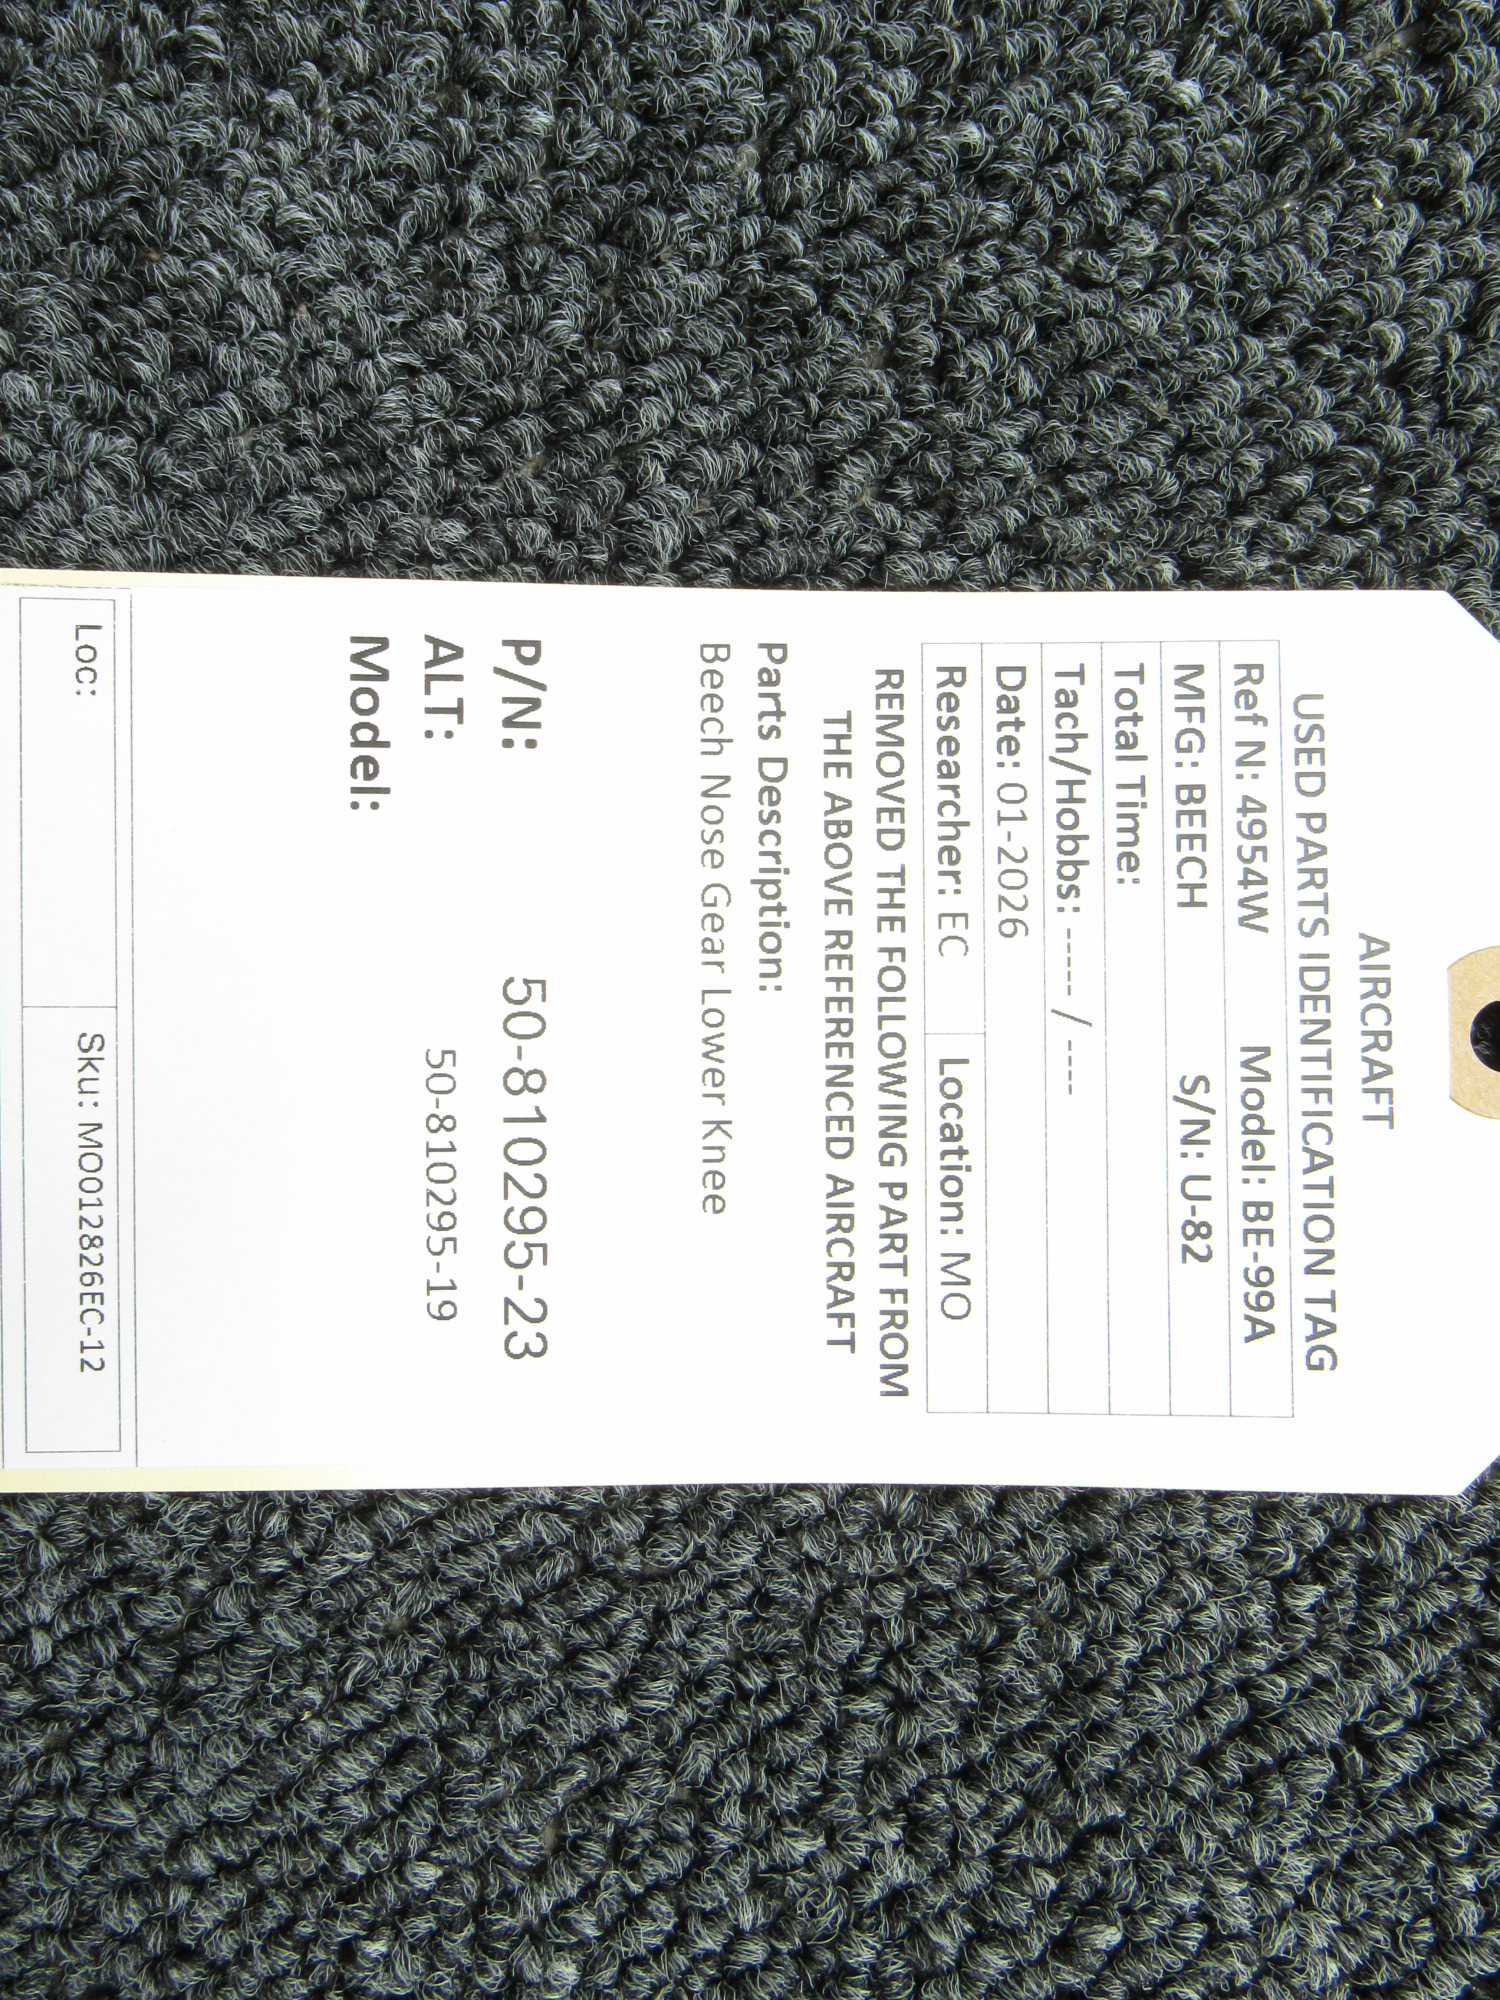 AIRCRAFT
USED PARTS IDENTIFICATION TAG
Ref N: 4954W Model: BE-99A
MFG: BEECH S/N: U-82
Total Time:
Tach/Hobbs: ----- / ----
Date: 01-2026
Researcher: EC Location: MO
REMOVED THE FOLLOWING PART FROM
THE ABOVE REFERENCED AIRCRAFT
Parts Description:
Beech Nose Gear Lower Knee
P/N: 50-810295-23
ALT: 50-810295-19
Model:
Loc: Sku: MO012826EC-12